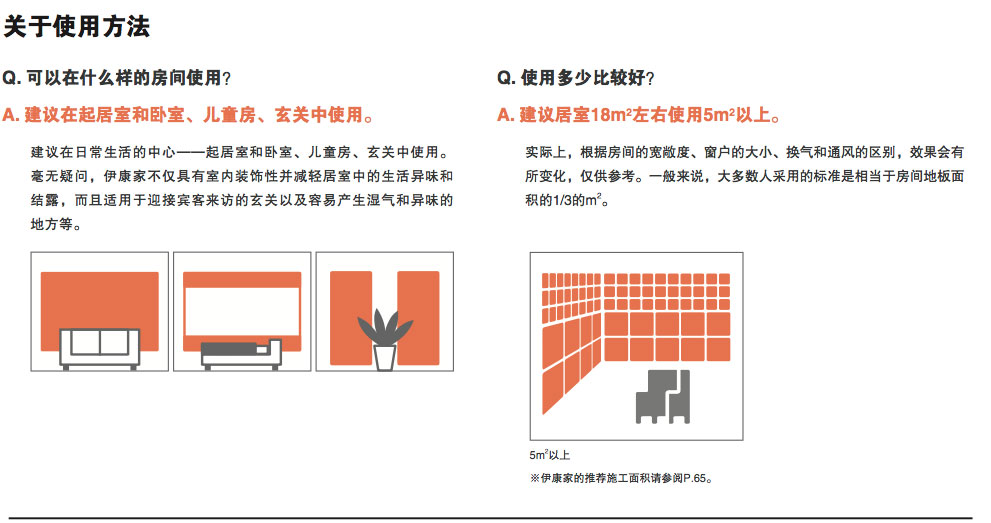 关于使用方法
Q. 可以在什么样的房间使用?
A. 建议在起居室和卧室、儿童房、玄关中使用。
建议在日常生活的中心——起居室和卧室、儿童房、玄关中使用。
毫无疑问，伊康家不仅具有室内装饰性并减轻居室中的生活异味和
结露，而且适用于迎接宾客来访的玄关以及容易产生湿气和异味的
地方等。
Q. 使用多少比较好?
A. 建议居室18m²左右使用5m²以上。
实际上，根据房间的宽敞度、窗户的大小、换气和通风的区别，效果会有
所变化，仅供参考。一般来说，大多数人采用的标准是相当于房间地板面
积的1/3的m²。
5m²以上
※伊康家的推荐施工面积请参阅P.65。